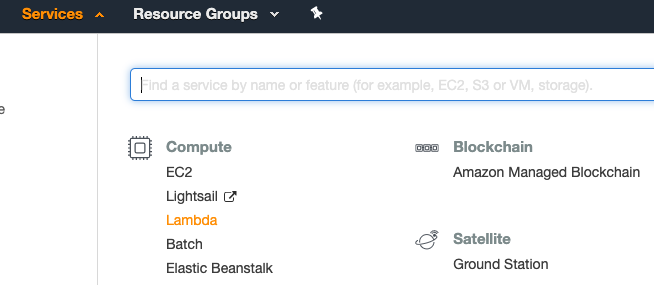 Services
Resource Groups
Find a service by name or feature (for example, EC2, S3 or VM, storage).
Compute
EC2
Lightsail
Lambda
Batch
Elastic Beanstalk
Blockchain
Amazon Managed Blockchain
Satellite
Ground Station